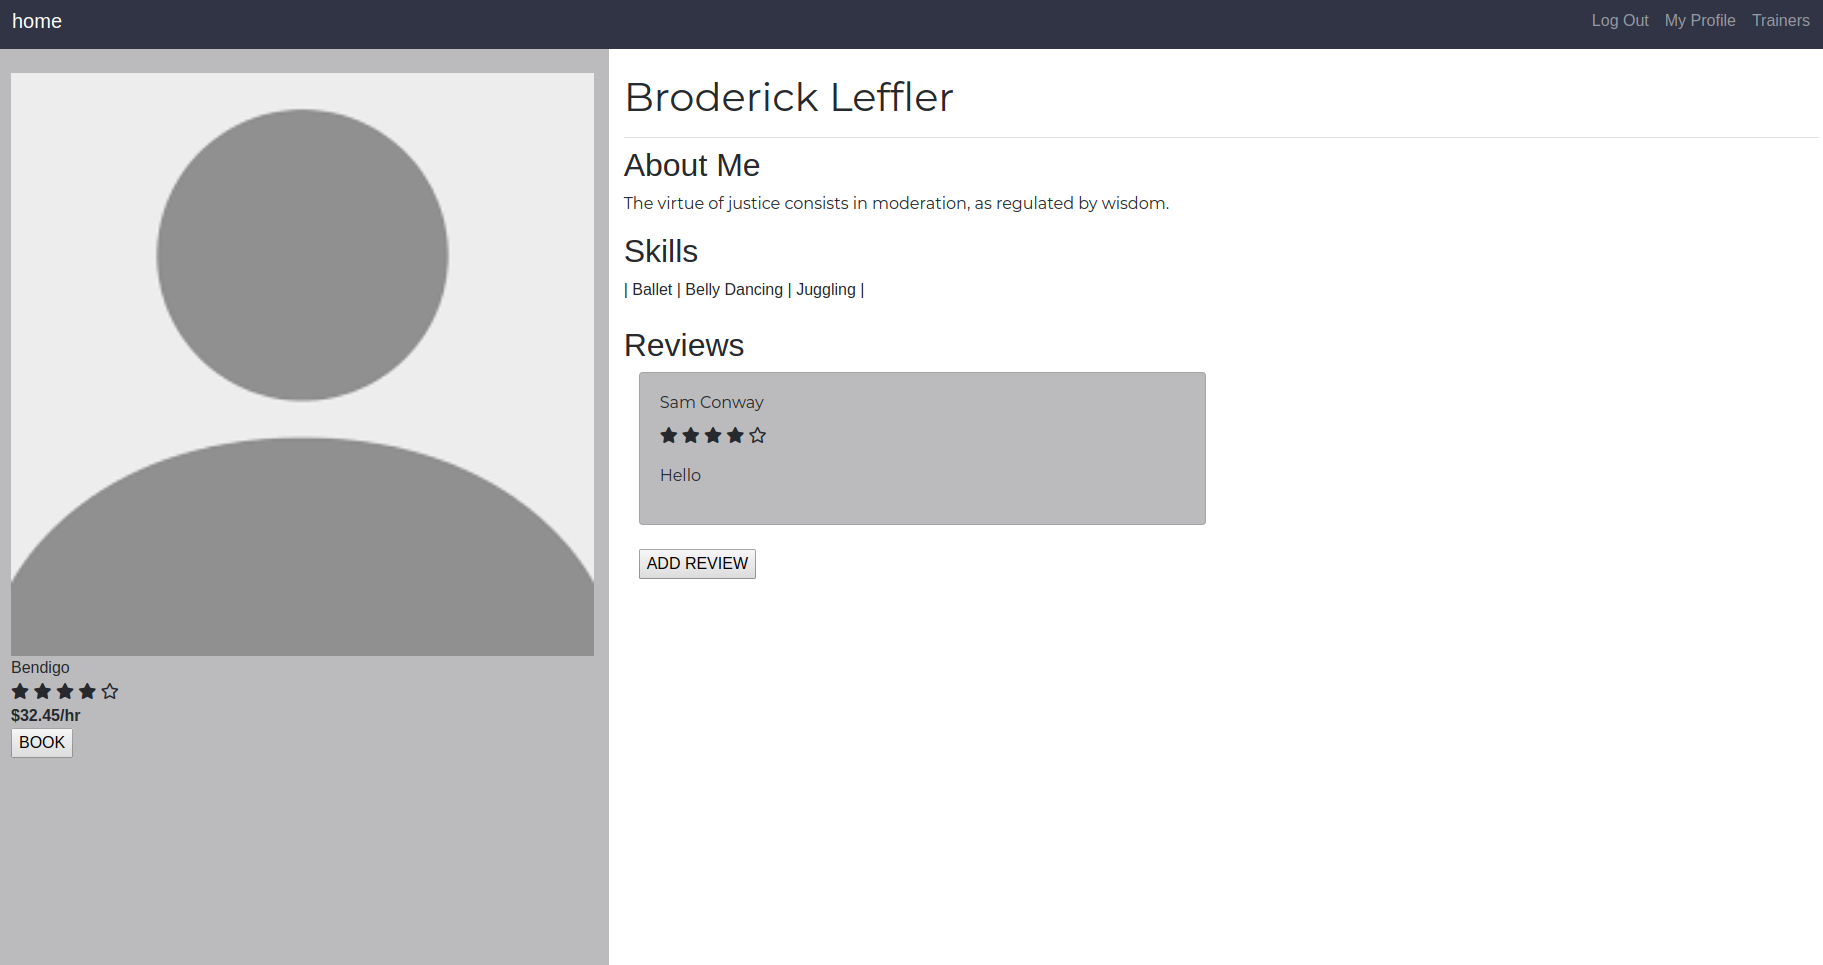 home
Log Out My Profile Trainers
Broderick Leffler
About Me
The virtue of justice consists in moderation, as regulated by wisdom.
Skills
| Ballet | Belly Dancing | Juggling |
Reviews
Sam Conway
Hello
ADD REVIEW
Bendigo
$32.45/hr
BOOK